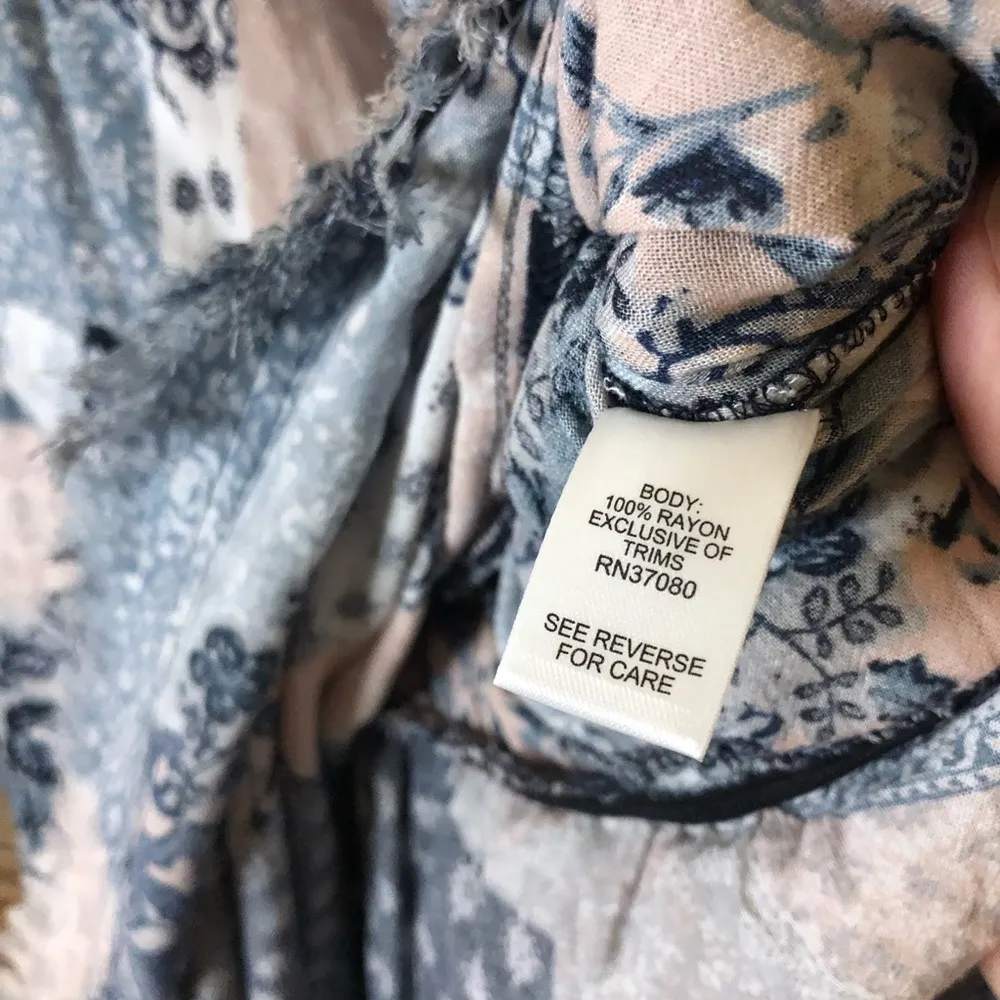 BODY:
100% RAYON
EXCLUSIVE OF
TRIMS
RN37080
SEE REVERSE
FOR CARE